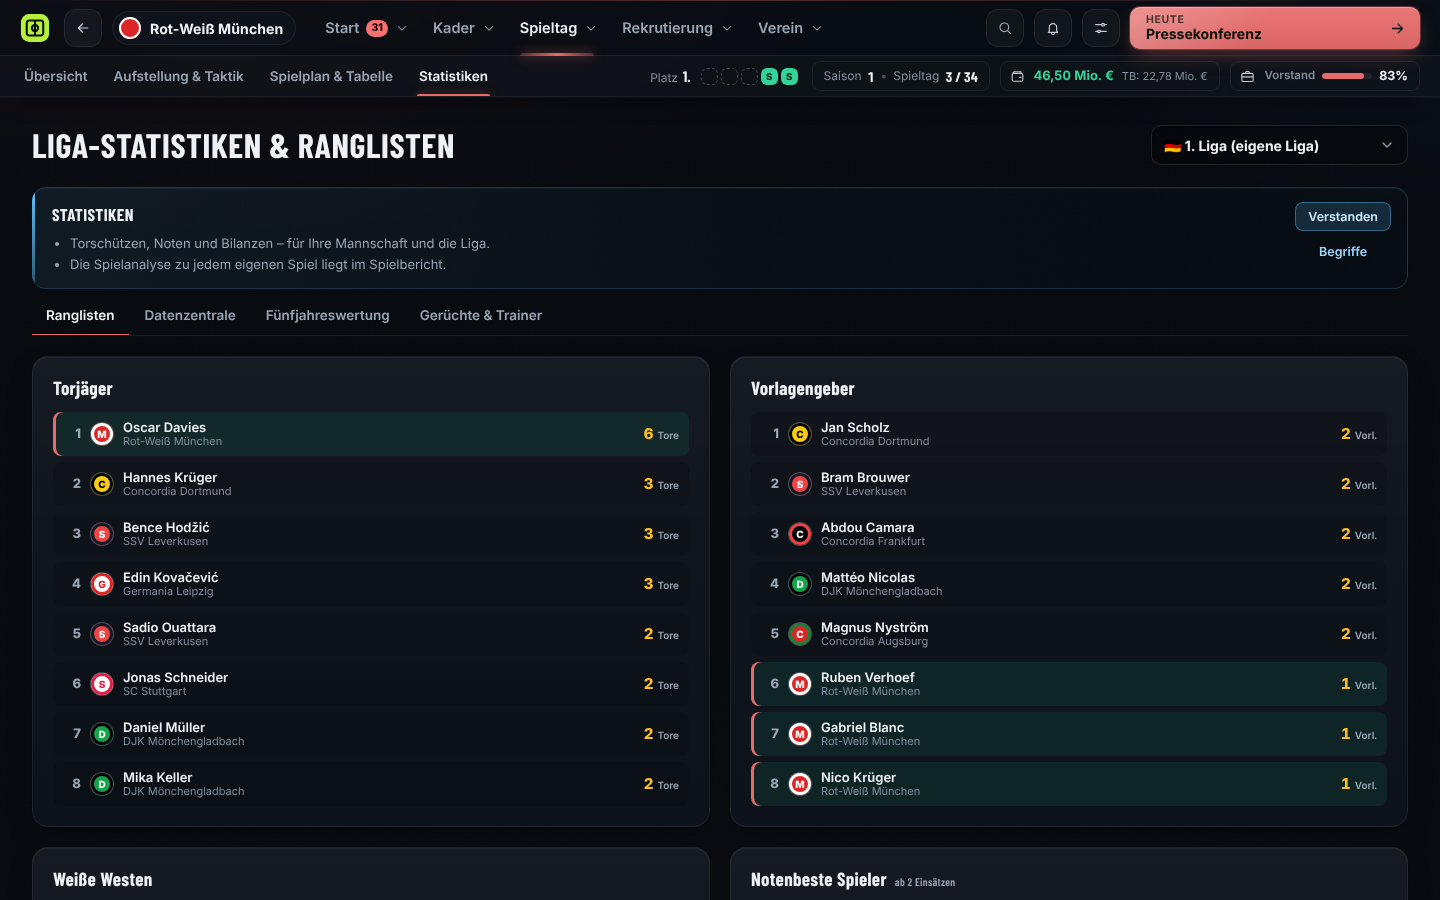 Rot-Weiß München
Start 31
Kader
Spieltag
Rekrutierung
Verein
HEUTE
Pressekonferenz
Übersicht
Aufstellung & Taktik
Spielplan & Tabelle
Statistiken
Platz 1.
S S
Saison 1 • Spieltag 3 / 34
46,50 Mio. € TB: 22,78 Mio. €
Vorstand 83%
LIGA-STATISTIKEN & RANGLISTEN
1. Liga (eigene Liga)
STATISTIKEN
• Torschützen, Noten und Bilanzen – für Ihre Mannschaft und die Liga.
• Die Spielanalyse zu jedem eigenen Spiel liegt im Spielbericht.
Verstanden
Begriffe
Ranglisten
Datenzentrale
Fünfjahreswertung
Gerüchte & Trainer
Torjäger
1 M Oscar Davies 6 Tore
Rot-Weiß München
2 C Hannes Krüger 3 Tore
Concordia Dortmund
3 S Bence Hodžić 3 Tore
SSV Leverkusen
4 G Edin Kovačević 3 Tore
Germania Leipzig
5 S Sadio Ouattara 2 Tore
SSV Leverkusen
6 S Jonas Schneider 2 Tore
SC Stuttgart
7 D Daniel Müller 2 Tore
DJK Mönchengladbach
8 D Mika Keller 2 Tore
DJK Mönchengladbach
Vorlagengeber
1 C Jan Scholz 2 Vorl.
Concordia Dortmund
2 S Bram Brouwer 2 Vorl.
SSV Leverkusen
3 C Abdou Camara 2 Vorl.
Concordia Frankfurt
4 D Mattéo Nicolas 2 Vorl.
DJK Mönchengladbach
5 C Magnus Nyström 2 Vorl.
Concordia Augsburg
6 M Ruben Verhoef 1 Vorl.
Rot-Weiß München
7 M Gabriel Blanc 1 Vorl.
Rot-Weiß München
8 M Nico Krüger 1 Vorl.
Rot-Weiß München
Weiße Westen
Notenbeste Spieler ab 2 Einsätzen